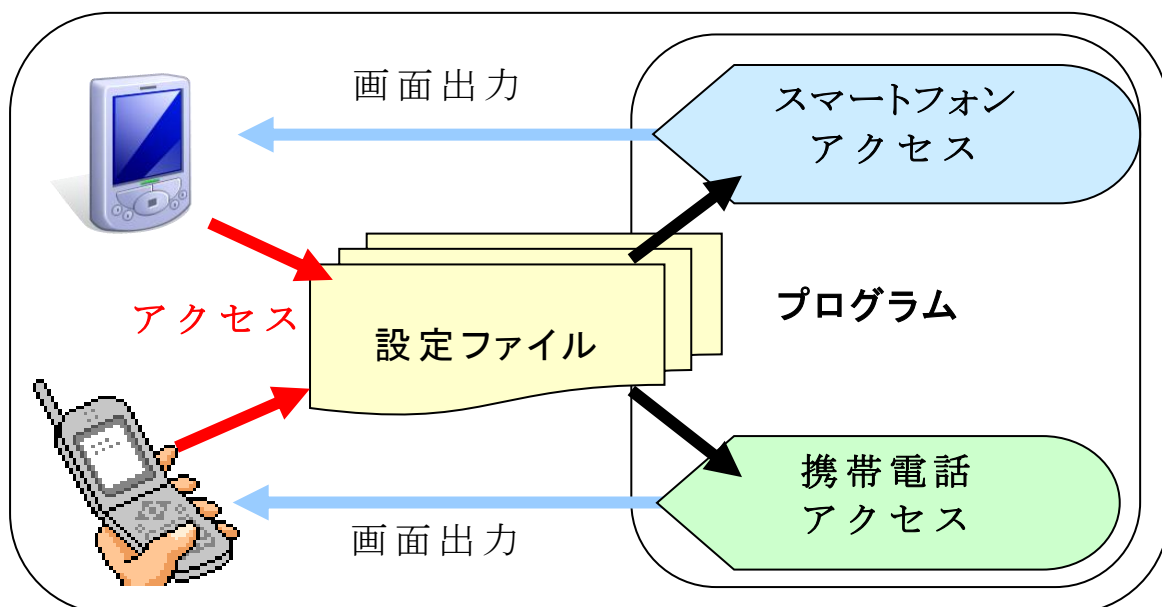 画面出力
スマートフォン
アクセス
アクセス
設定ファイル
プログラム
携帯電話
アクセス
画面出力